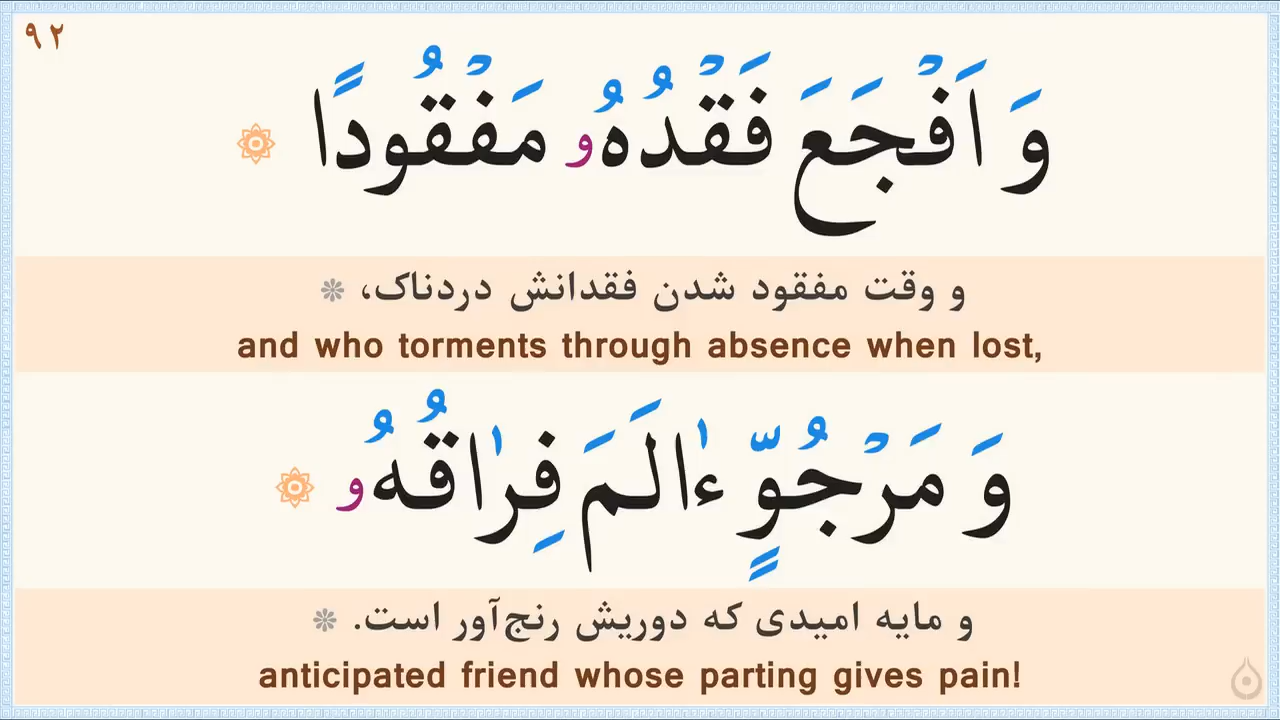 ۹۲
وَ اَفْجَعَ فَقْدُهُو مَفْقُودًا
و وقت مفقود شدن فقدانش دردناک،
and who torments through absence when lost,
وَ مَرْجُوٍّ ءٰالَمَ فِرٰاقُهُو
و مایه امیدی که دوریش رنج‌آور است.
anticipated friend whose parting gives pain!